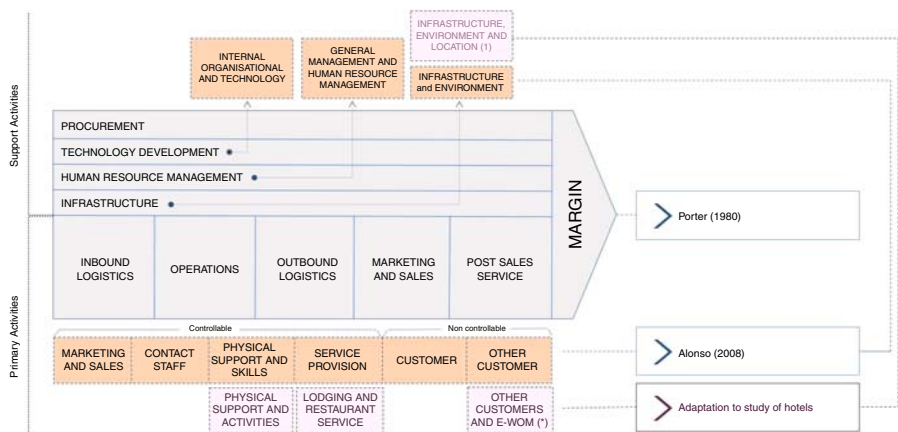 INFRASTRUCTURE,
ENVIRONMENT AND
LOCATION (1)
INTERNAL
ORGANISATIONAL
AND TECHNOLOGY
GENERAL
MANAGEMENT AND
HUMAN RESOURCE
MANAGEMENT
INFRASTRUCTURE
and ENVIRONMENT
Support Activities
PROCUREMENT
TECHNOLOGY DEVELOPMENT
HUMAN RESOURCE MANAGEMENT
INFRASTRUCTURE
MARGIN
Porter (1980)
Primary Activities
INBOUND
LOGISTICS
OPERATIONS
OUTBOUND
LOGISTICS
MARKETING
AND SALES
POST SALES
SERVICE
Controllable
Non controllable
MARKETING
AND SALES
CONTACT
STAFF
PHYSICAL
SUPPORT AND
SKILLS
SERVICE
PROVISION
CUSTOMER
OTHER
CUSTOMER
Alonso (2008)
PHYSICAL
SUPPORT AND
ACTIVITIES
LODGING AND
RESTAURANT
SERVICE
OTHER
CUSTOMERS
AND E-WOM (*)
Adaptation to study of hotels